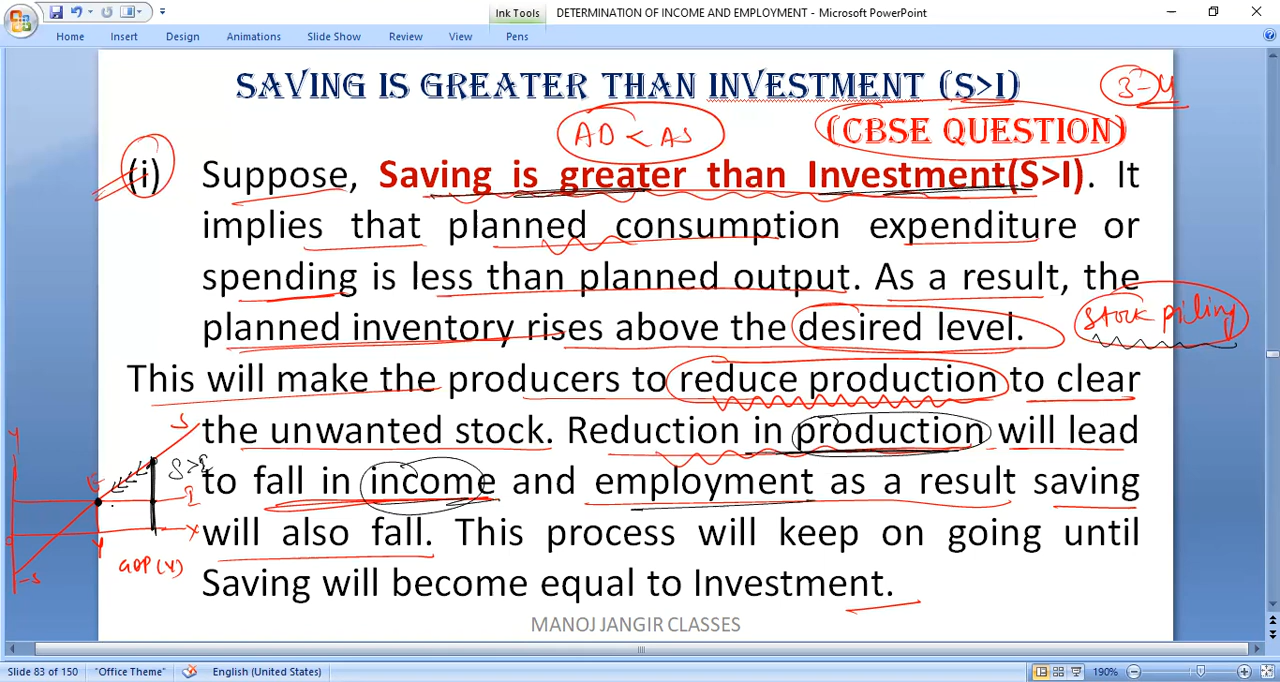 Ink Tools
DETERMINATION OF INCOME AND EMPLOYMENT - Microsoft PowerPoint
Home Insert Design Animations Slide Show Review View Pens
SAVING IS GREATER THAN INVESTMENT (S>I)
3-4
AD < AS
(CBSE QUESTION)
(i) Suppose, Saving is greater than Investment(S>I). It
implies that planned consumption expenditure or
spending is less than planned output. As a result, the
planned inventory rises above the desired level.
stock pilling
This will make the producers to reduce production to clear
the unwanted stock. Reduction in production will lead
to fall in income and employment as a result saving
will also fall. This process will keep on going until
Saving will become equal to Investment.
Y
S
S>I
E
I
O
X
Y
-S
GDP(Y)
MANOJ JANGIR CLASSES
Slide 83 of 150 "Office Theme" English (United States) 190%